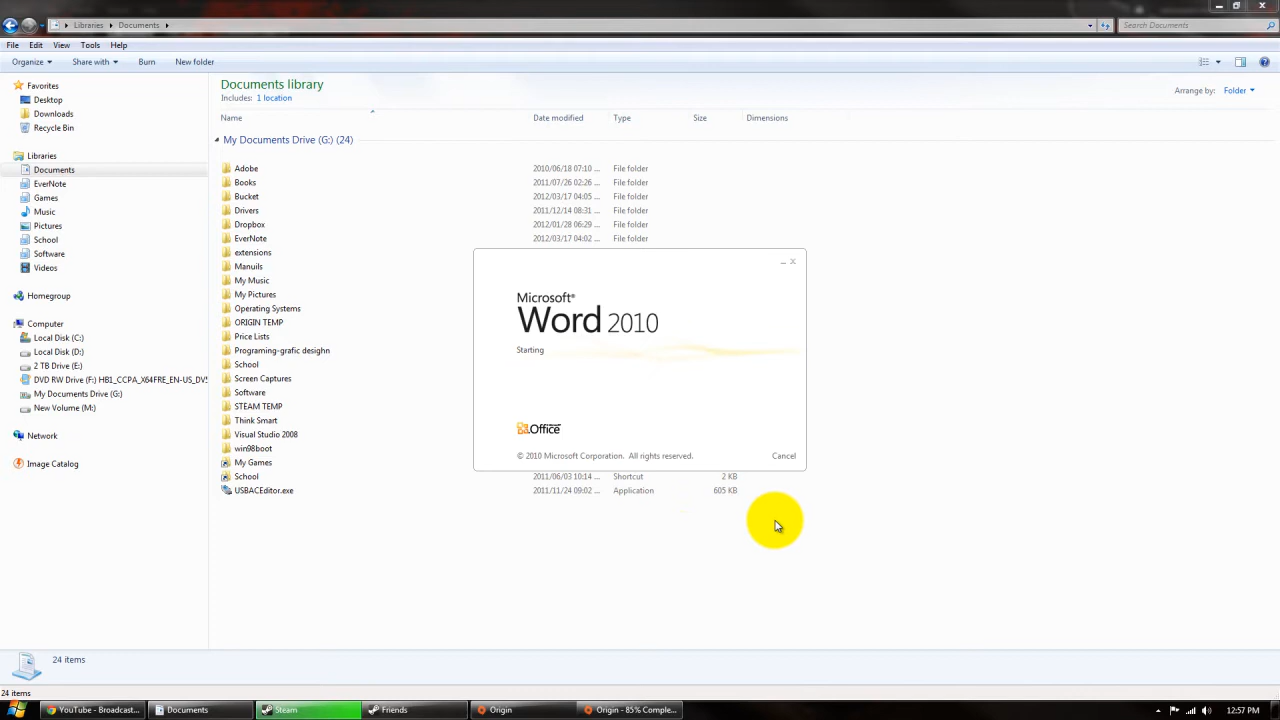 Libraries Documents
Search Documents
File Edit View Tools Help
Organize Share with Burn New folder
Favorites
Desktop
Downloads
Recycle Bin
Libraries
Documents
EverNote
Games
Music
Pictures
School
Software
Videos
Homegroup
Computer
Local Disk (C:)
Local Disk (D:)
2 TB Drive (E:)
DVD RW Drive (F:) HB1_CCPA_X64FRE_EN-US_DV5
My Documents Drive (G:)
New Volume (M:)
Network
Image Catalog
Documents library
Includes: 1 location
Arrange by: Folder
Name Date modified Type Size Dimensions
My Documents Drive (G:) (24)
Adobe 2010/06/18 07:10 ... File folder
Books 2011/07/26 02:26 ... File folder
Bucket 2012/03/17 04:05 ... File folder
Drivers 2011/12/14 08:31 ... File folder
Dropbox 2012/01/28 06:29 ... File folder
EverNote 2012/03/17 04:02 ... File folder
extensions
Manuils
My Music
My Pictures
Operating Systems
ORIGIN TEMP
Price Lists
Programing-grafic desighn
School
Screen Captures
Software
STEAM TEMP
Think Smart
Visual Studio 2008
win98boot
My Games
School 2011/06/03 10:14 ... Shortcut 2 KB
USBACEditor.exe 2011/11/24 09:02 ... Application 605 KB
Microsoft®
Word 2010
Starting
Office
© 2010 Microsoft Corporation. All rights reserved. Cancel
24 items
24 items
YouTube - Broadcast... Documents Steam Friends Origin Origin - 85% Comple... 12:57 PM